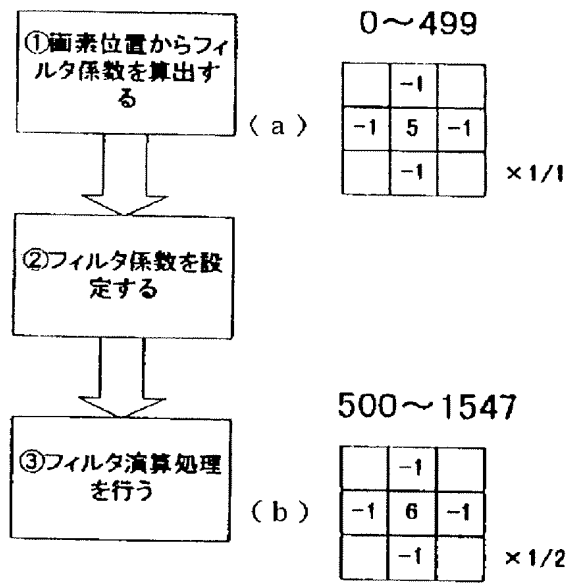 ①画素位置からフィ
ルタ係数を算出す
る
②フィルタ係数を設
定する
③フィルタ演算処理
を行う
0～499
(a)
-1
-1 5 -1
-1
×1/1
500～1547
(b)
-1
-1 6 -1
-1
×1/2